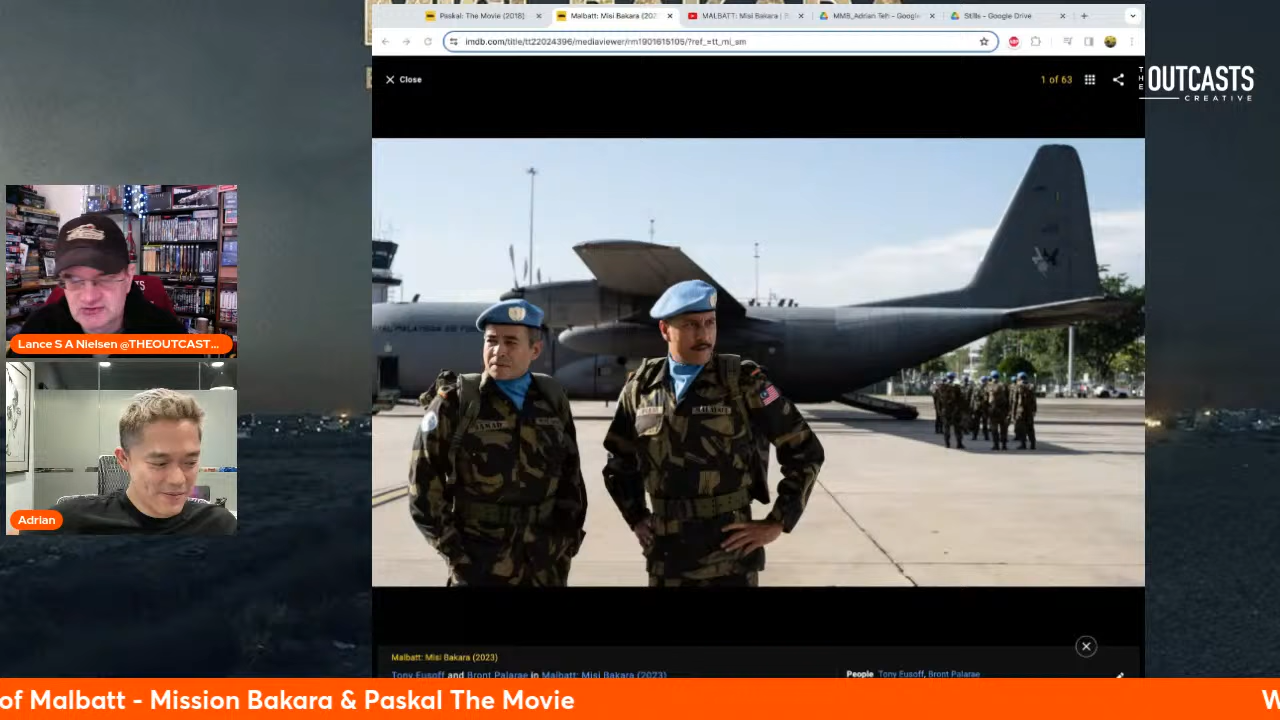 Paskal: The Movie (2018)
Malbatt: Misi Bakara (202
MALBATT: Misi Bakara |
MMB_Adrian Teh - Google
Stills - Google Drive
imdb.com/title/tt22024396/mediaviewer/rm1901615105/?ref_=tt_mi_sm
Close
1 of 63
THE
OUTCASTS
CREATIVE
Lance S A Nielsen @THEOUTCAST...
Adrian
Malbatt: Misi Bakara (2023)
Tony Eusoff and Bront Palarae in Malbatt: Misi Bakara (2023)
People Tony Eusoff, Bront Palarae
of Malbatt - Mission Bakara & Paskal The Movie
W